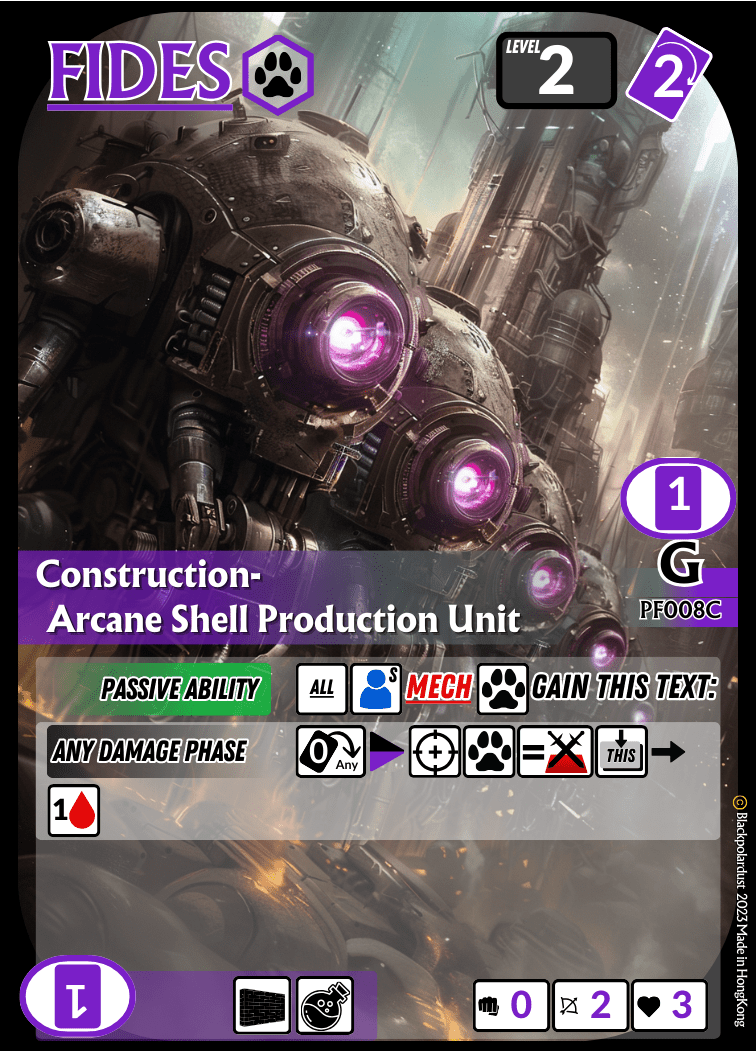 FIDES
LEVEL 2
2
1
G
PF008C
Construction-
Arcane Shell Production Unit
PASSIVE ABILITY ALL S MECH GAIN THIS TEXT:
ANY DAMAGE PHASE 0 Any = THIS
1
© Blackpolardust 2023 Made in HongKong
1
0 2 3